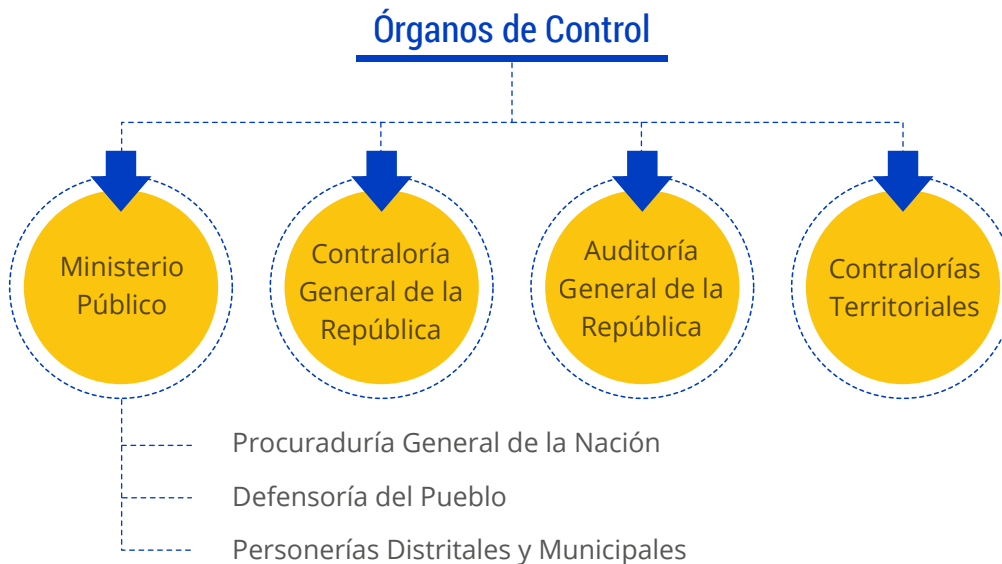 Órganos de Control
Ministerio
Público
Contraloría
General de la
República
Auditoría
General de la
República
Contralorías
Territoriales
Procuraduría General de la Nación
Defensoría del Pueblo
Personerías Distritales y Municipales